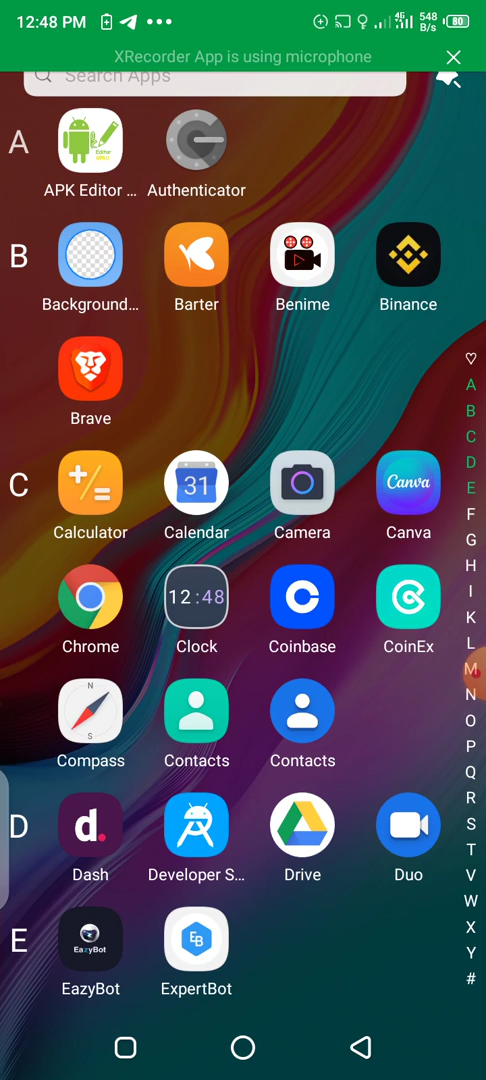 12:48 PM 4G 548 B/s 80
XRecorder App is using microphone
Search Apps
A
APK Editor ... Authenticator
B
Background... Barter Benime Binance
Brave
C
+ / = 31 Canva
Calculator Calendar Camera Canva
12:48
Chrome Clock Coinbase CoinEx
N
S
Compass Contacts Contacts
D
d.
Dash Developer S... Drive Duo
E
EazyBot EB
EazyBot ExpertBot
♡
A
B
C
D
E
F
G
H
I
K
L
M
N
O
P
Q
R
S
T
V
W
X
Y
#